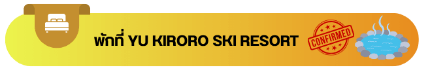 พักที่ YU KIRORO SKI RESORT
CONFIRMED